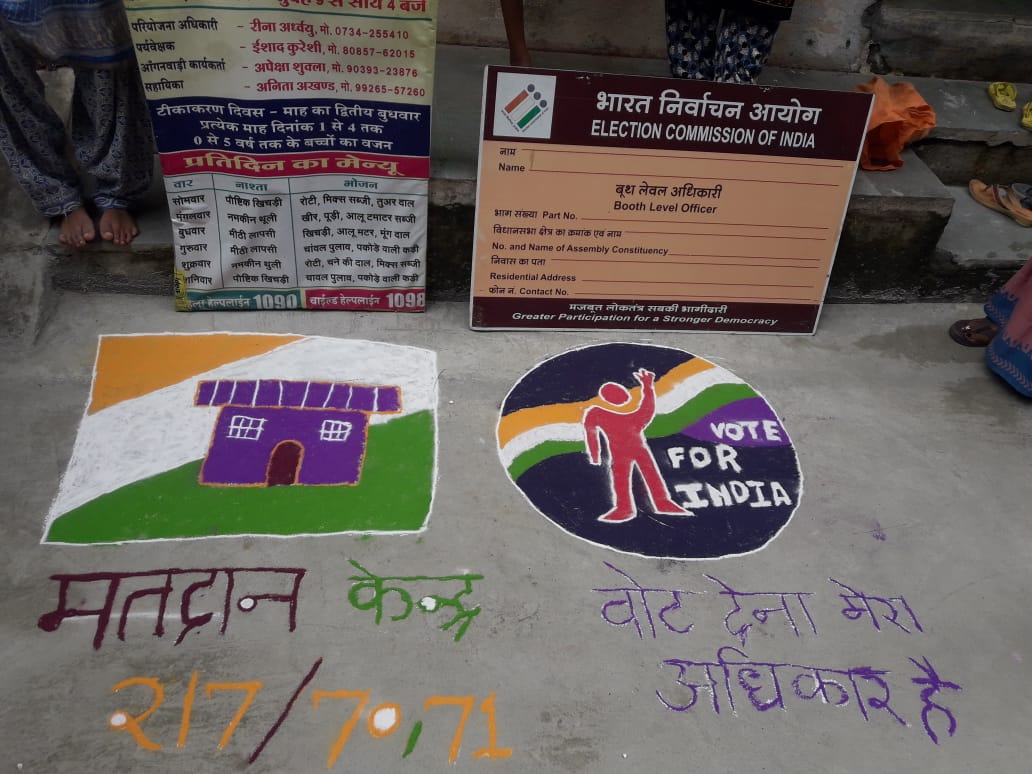 सुबह 9 से सायं 4 बजे
परियोजना अधिकारी - रीना अर्ध्वयु, मो. 0734-255410
पर्यवेक्षक - ईशाद कुरेशी, मो. 80857-62015
ऑंगनवाड़ी कार्यकर्ता - अपेक्षा शुक्ला, मो. 90393-23876
सहायिका - अनिता अखण्ड, मो. 99265-57260
टीकाकरण दिवस - माह का द्वितीय बुधवार
प्रत्येक माह दिनांक 1 से 4 तक
0 से 5 वर्ष तक के बच्चों का वजन
प्रतिदिन का मेन्यू
वार नाश्ता भोजन
सोमवार पौष्टिक खिचड़ी रोटी, मिक्स सब्जी, तुअर दाल
मंगलवार नमकीन थूली खीर, पूड़ी, आलू टमाटर सब्जी
बुधवार मीठी लापसी खिचड़ी, आलू मटर, मूंग दाल
गुरुवार मीठी लापसी चांवल पुलाव, पकोड़े वाली कढ़ी
शुक्रवार नमकीन थुली रोटी, चने की दाल, मिक्स सब्जी
शनिवार पौष्टिक खिचड़ी चावल पुलाव, पकोड़े वाली कढ़ी
हेल्पलाईन 1090 चाईल्ड हेल्पलाईन 1098
भारत निर्वाचन आयोग
ELECTION COMMISSION OF INDIA
नाम
Name
बूथ लेवल अधिकारी
Booth Level Officer
भाग संख्या Part No.
विधानसभा क्षेत्र का क्रमांक एवं नाम
No. and Name of Assembly Constituency
निवास का पता
Residential Address
फोन नं. Contact No.
मजबूत लोकतंत्र सबकी भागीदारी
Greater Participation for a Stronger Democracy
VOTE
FOR
INDIA
मतदान केन्द्र
217/70,71
वोट देना मेरा
अधिकार है